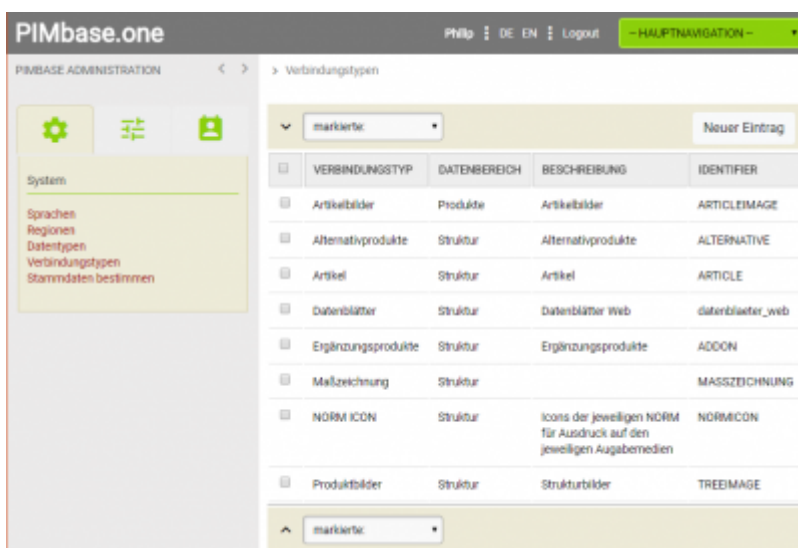 PIMbase.one
Philip DE EN Logout -- HAUPTNAVIGATION --
PIMBASE ADMINISTRATION < >
System
Sprachen
Regionen
Datentypen
Verbindungstypen
Stammdaten bestimmen
> Verbindungstypen
markierte: Neuer Eintrag
VERBINDUNGSTYP DATENBEREICH BESCHREIBUNG IDENTIFIER
Artikelbilder Produkte Artikelbilder ARTICLEIMAGE
Alternativprodukte Struktur Alternativprodukte ALTERNATIVE
Artikel Struktur Artikel ARTICLE
Datenblätter Struktur Datenblätter Web datenblaeter_web
Ergänzungsprodukte Struktur Ergänzungsprodukte ADDON
Maßzeichnung Struktur MASSZEICHNUNG
NORM ICON Struktur Icons der jeweiligen NORM NORMICON
für Ausdruck auf den
jeweiligen Augabemedien
Produktbilder Struktur Strukturbilder TREEIMAGE
markierte: